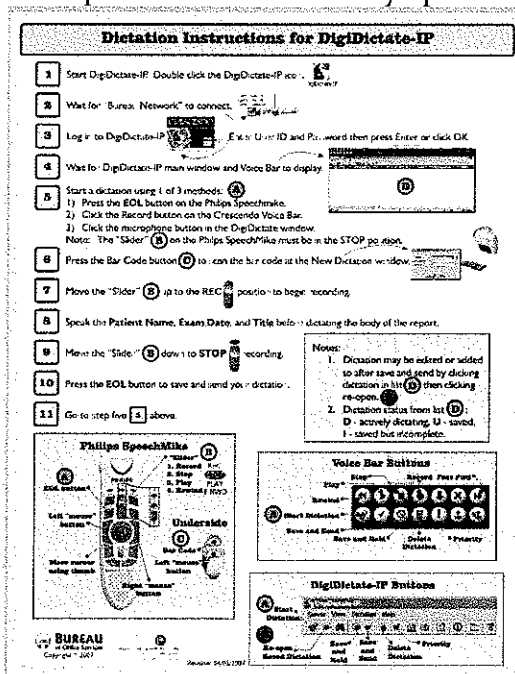 Dictation Instructions for DigiDictate-IP
1 Start DigiDictate-IP. Double click the DigiDictate-IP icon.
2 Wait for "Bureau Network" to connect.
3 Log in to DigiDictate-IP Enter User ID and Password then press Enter or click OK
4 Wait for DigiDictate-IP main window and Voice Bar to display.
D
5 Start a dictation using 1 of 3 methods: A
1) Press the EOL button on the Philips Speechmike.
2) Click the Record button on the Crescendo Voice Bar.
3) Click the microphone button in the DigiDictate window.
Note: The "Slider" B on the Philips SpeechMike must be in the STOP position.
6 Press the Bar Code button C to scan the bar code at the New Dictation window.
7 Move the "Slider" B up to the REC position to begin recording.
8 Speak the Patient Name, Exam Date, and Title before dictating the body of the report.
9 Move the "Slider" B down to STOP recording.
10 Press the EOL button to save and send your dictation.
11 Go to step five 5 above.
Notes:
1. Dictation may be edited or added
to after save and send by clicking
dictation in list D then clicking
re-open.
2. Dictation status from list D:
D - actively dictating, U - saved,
I - saved but incomplete.
Philips SpeechMike
"Slider" B
1. Record REC
2. Stop
3. Play PLAY
4. Rewind RWD
A
EOL button
Left "mouse"
button
Move cursor
using thumb
Right "mouse"
button
Underside
C
Bar Code
Left "mouse"
button
Voice Bar Buttons
Stop Record Fast Fwd
Play
Rewind
A Start Dictation
Save and Send
Save and Hold Delete Dictation Priority
DigiDictate-IP Buttons
A Start
Dictation
Re-open
Saved Dictation
Save and Hold
Save and Send
Delete Dictation
Priority
BUREAU
of Office Services
Copyright © 2007